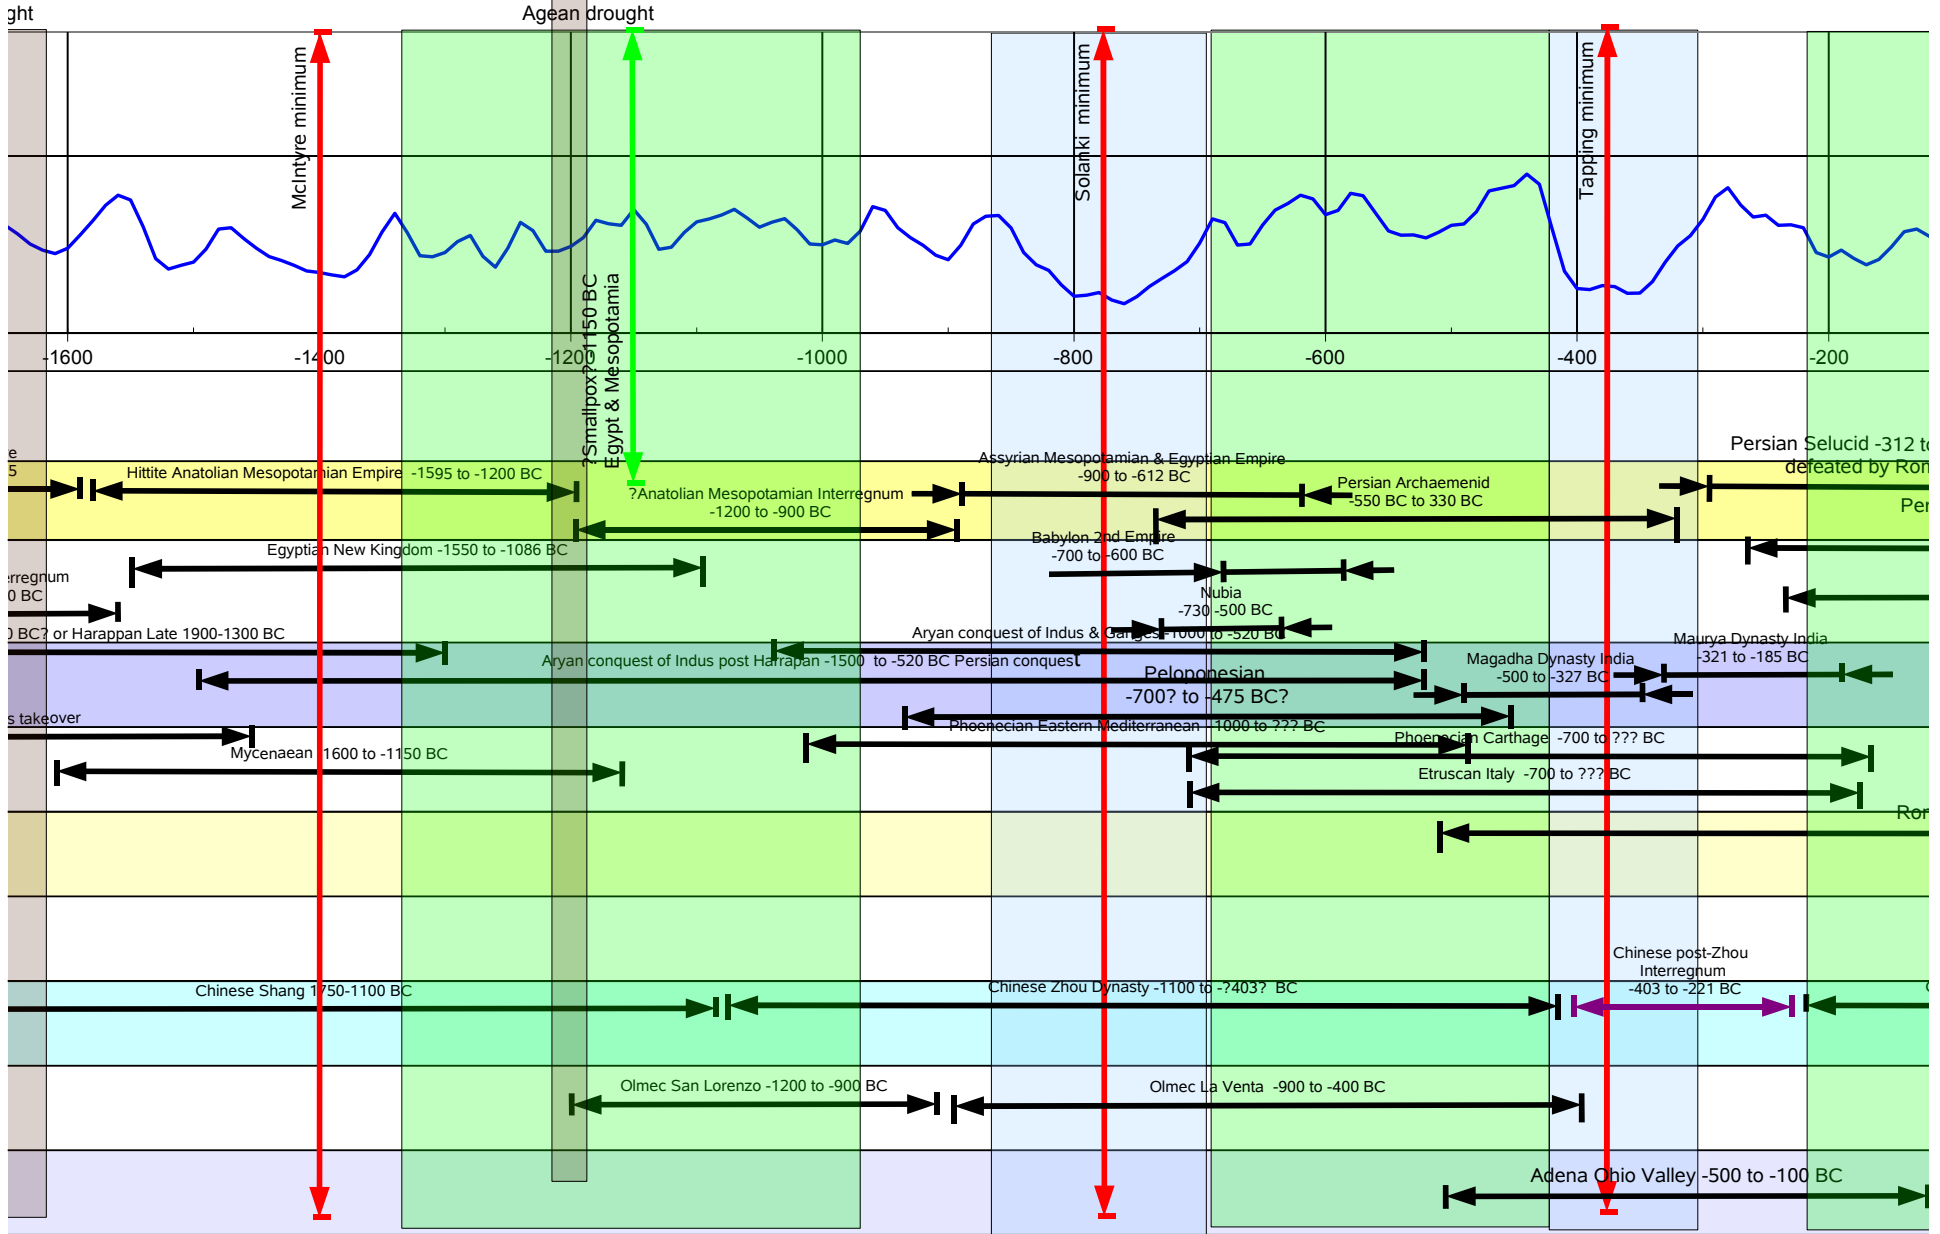 ght
Agean drought
McIntyre minimum
Solanki minimum
Tapping minimum
?Smallpox? -1150 BC
Egypt & Mesopotamia
-1600
-1400
-1200
-1000
-800
-600
-400
-200
Persian Selucid -312 to
defeated by Ron
Per
e
5
Hittite Anatolian Mesopotamian Empire -1595 to -1200 BC
Assyrian Mesopotamian & Egyptian Empire
-900 to -612 BC
?Anatolian Mesopotamian Interregnum
-1200 to -900 BC
Persian Archaemenid
-550 BC to 330 BC
Egyptian New Kingdom -1550 to -1086 BC
Babylon 2nd Empire
-700 to -600 BC
erregnum
0 BC
Nubia
-730 -500 BC
0 BC? or Harappan Late 1900-1300 BC
Aryan conquest of Indus & Ganges -1000 to -520 BC
Maurya Dynasty India
-321 to -185 BC
Aryan conquest of Indus post Harrapan -1500 to -520 BC Persian conquest
Magadha Dynasty India
-500 to -327 BC
Peloponesian
-700? to -475 BC?
s takeover
Phoenecian Eastern Mediterranean -1000 to ??? BC
Mycenaean -1600 to -1150 BC
Phoenecian Carthage -700 to ??? BC
Etruscan Italy -700 to ??? BC
Ron
Chinese post-Zhou
Interregnum
-403 to -221 BC
Chinese Shang 1750-1100 BC
Chinese Zhou Dynasty -1100 to -?403? BC
Olmec San Lorenzo -1200 to -900 BC
Olmec La Venta -900 to -400 BC
Adena Ohio Valley -500 to -100 BC